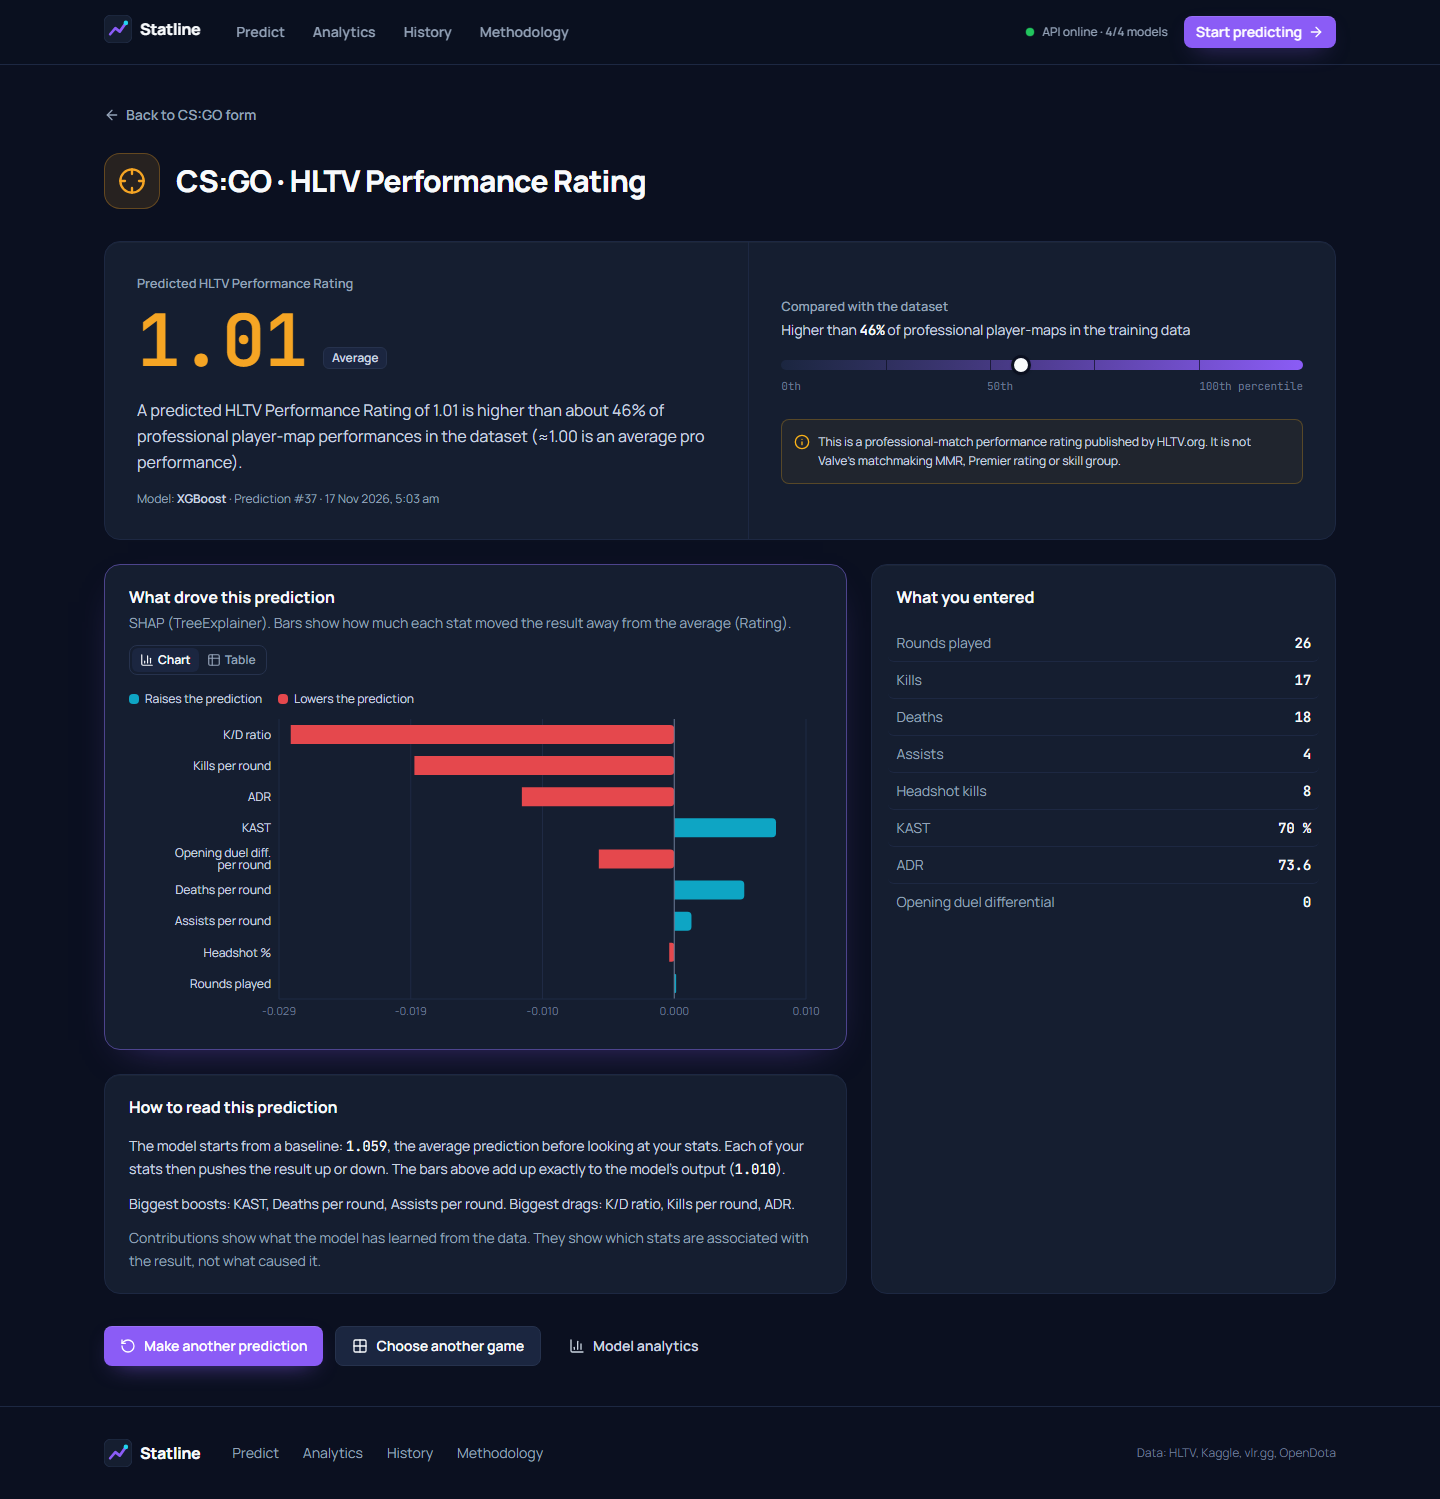 Statline
Predict
Analytics
History
Methodology
API online · 4/4 models
Start predicting
Back to CS:GO form
CS:GO · HLTV Performance Rating
Predicted HLTV Performance Rating
1.01
Average
A predicted HLTV Performance Rating of 1.01 is higher than about 46% of
professional player-map performances in the dataset (≈1.00 is an average pro
performance).
Model: XGBoost · Prediction #37 · 17 Nov 2026, 5:03 am
Compared with the dataset
Higher than 46% of professional player-maps in the training data
0th
50th
100th percentile
This is a professional-match performance rating published by HLTV.org. It is not
Valve's matchmaking MMR, Premier rating or skill group.
What drove this prediction
SHAP (TreeExplainer). Bars show how much each stat moved the result away from the average (Rating).
Chart
Table
Raises the prediction
Lowers the prediction
K/D ratio
Kills per round
ADR
KAST
Opening duel diff.
per round
Deaths per round
Assists per round
Headshot %
Rounds played
-0.029
-0.019
-0.010
0.000
0.010
What you entered
Rounds played 26
Kills 17
Deaths 18
Assists 4
Headshot kills 8
KAST 70 %
ADR 73.6
Opening duel differential 0
How to read this prediction
The model starts from a baseline: 1.059, the average prediction before looking at your stats. Each of your
stats then pushes the result up or down. The bars above add up exactly to the model's output (1.010).
Biggest boosts: KAST, Deaths per round, Assists per round. Biggest drags: K/D ratio, Kills per round, ADR.
Contributions show what the model has learned from the data. They show which stats are associated with
the result, not what caused it.
Make another prediction
Choose another game
Model analytics
Statline
Predict
Analytics
History
Methodology
Data: HLTV, Kaggle, vlr.gg, OpenDota